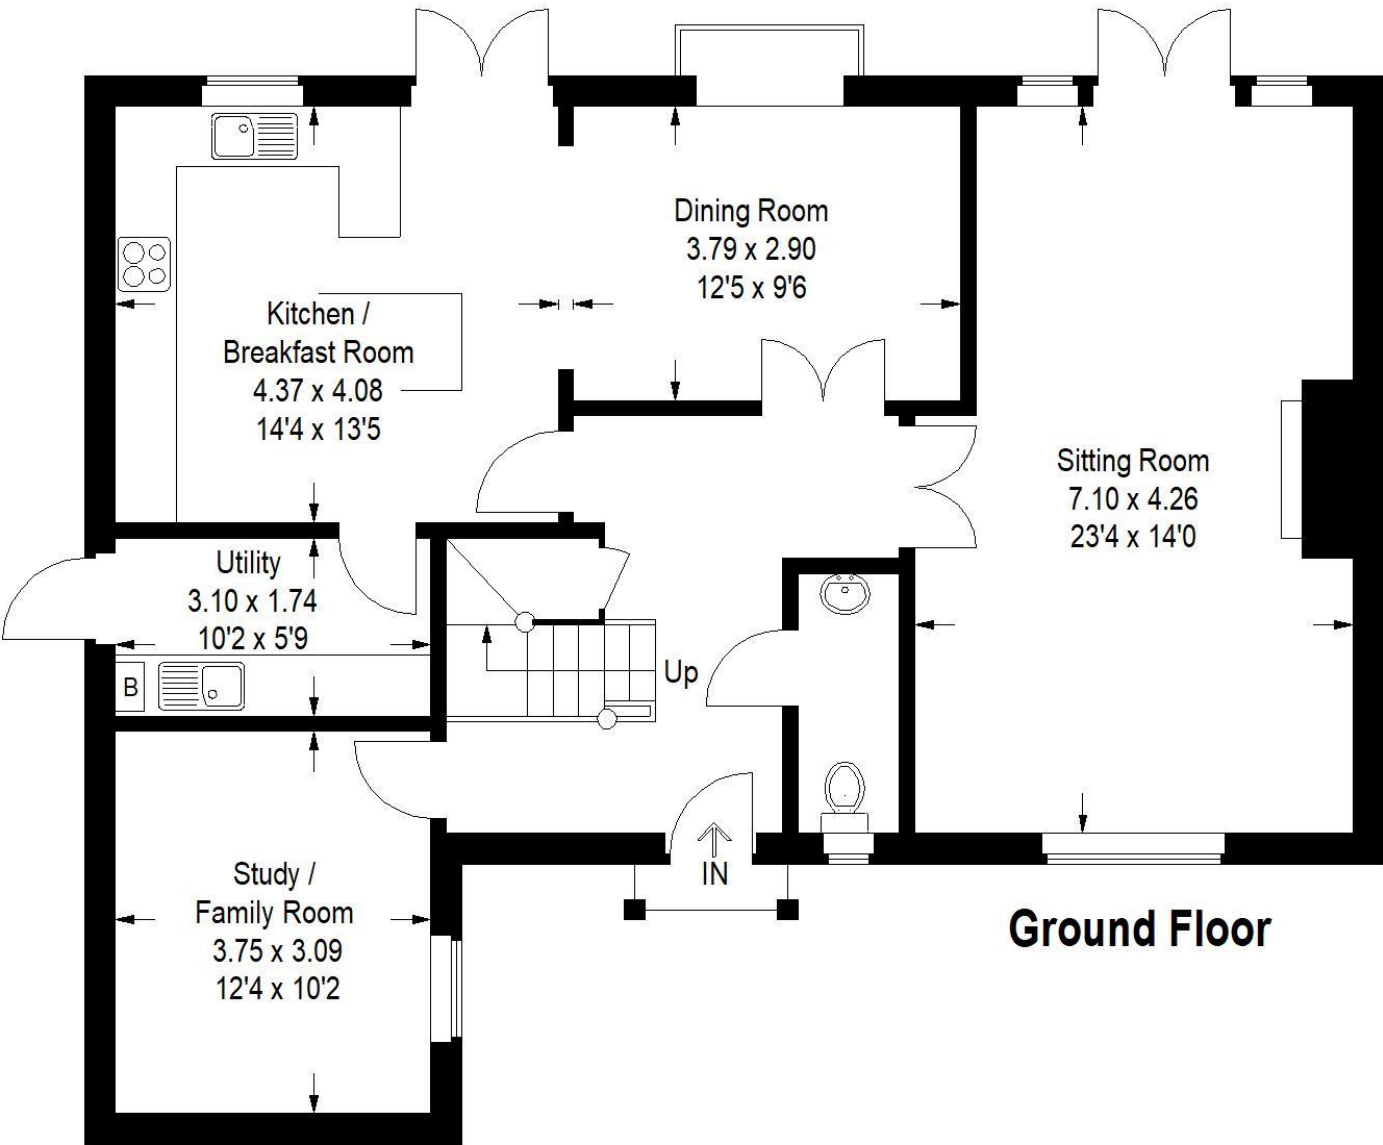 Dining Room
3.79 x 2.90
12'5 x 9'6
Kitchen /
Breakfast Room
4.37 x 4.08
14'4 x 13'5
Sitting Room
7.10 x 4.26
23'4 x 14'0
Utility
3.10 x 1.74
10'2 x 5'9
B
Up
Study /
Family Room
3.75 x 3.09
12'4 x 10'2
IN
Ground Floor